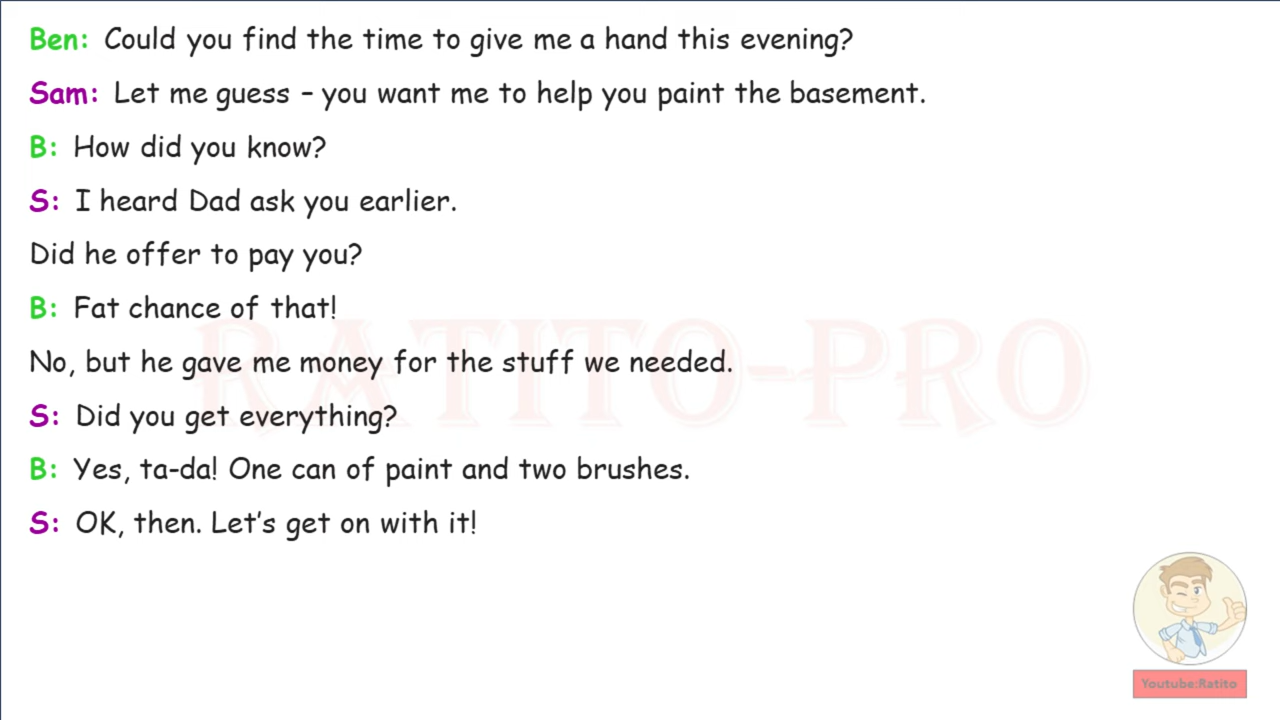 Ben: Could you find the time to give me a hand this evening?
Sam: Let me guess – you want me to help you paint the basement.
B: How did you know?
S: I heard Dad ask you earlier.
Did he offer to pay you?
B: Fat chance of that!
No, but he gave me money for the stuff we needed.
S: Did you get everything?
B: Yes, ta-da! One can of paint and two brushes.
S: OK, then. Let's get on with it!
RATITO-PRO
Youtube:Ratito